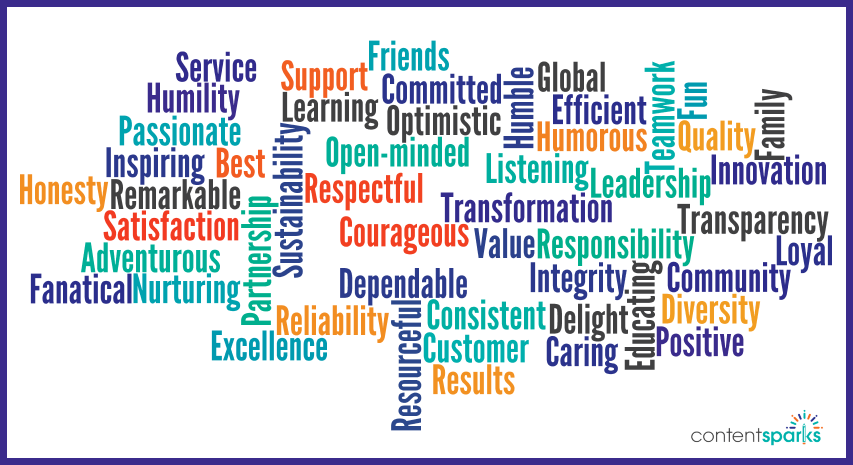 Service
Humility
Passionate
Inspiring
Best
Honesty
Remarkable
Satisfaction
Adventurous
Fanatical
Nurturing
Partnership
Excellence
Support
Friends
Committed
Learning
Optimistic
Sustainability
Open-minded
Respectful
Courageous
Dependable
Reliability
Resourceful
Consistent
Customer
Results
Humble
Global
Efficient
Humorous
Teamwork
Fun
Quality
Family
Listening
Leadership
Innovation
Transformation
Transparency
Value
Responsibility
Loyal
Integrity
Educating
Community
Delight
Diversity
Caring
Positive
contentsparks